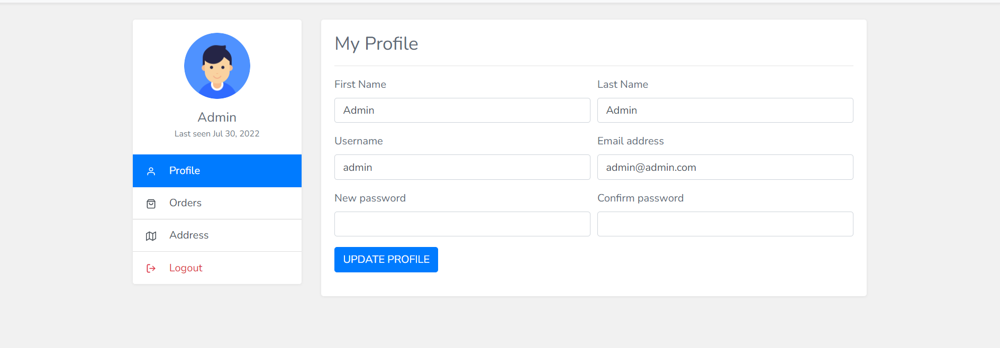 Admin
Last seen Jul 30, 2022
Profile
Orders
Address
Logout
My Profile
First Name
Last Name
Admin
Admin
Username
Email address
admin
admin@admin.com
New password
Confirm password
UPDATE PROFILE